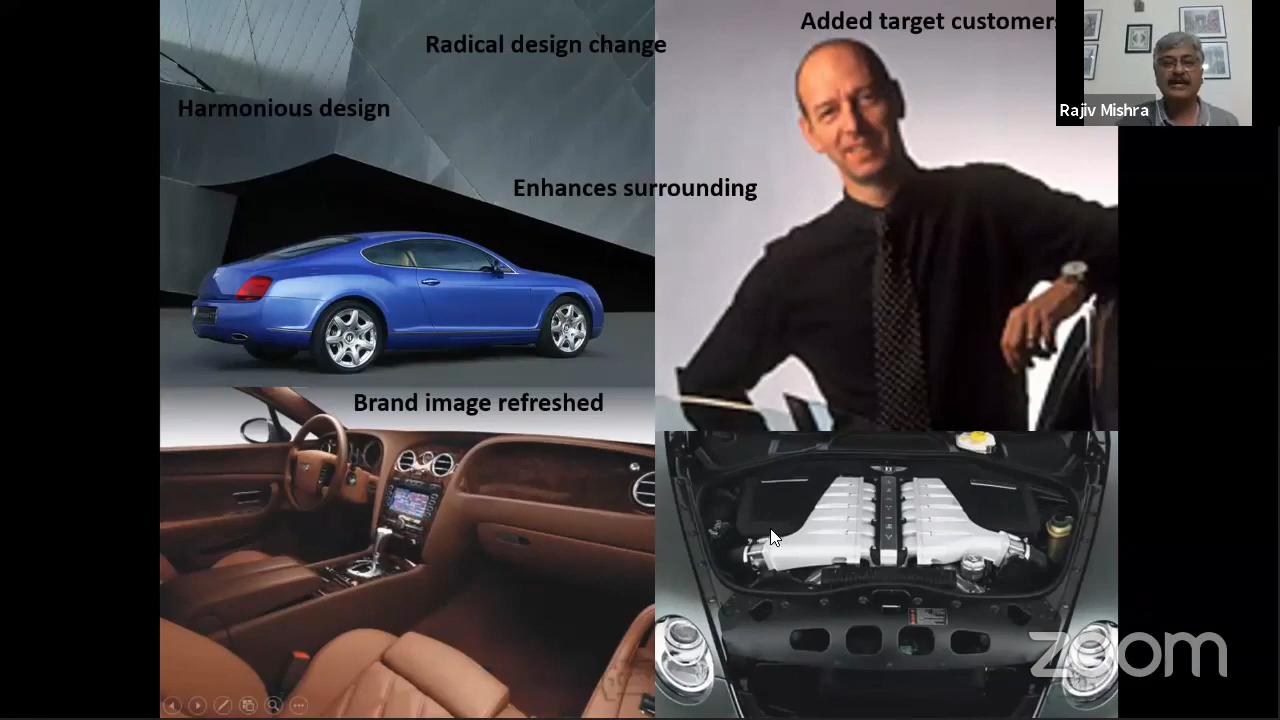 Added target customers
Radical design change
Harmonious design
Rajiv Mishra
Enhances surrounding
Brand image refreshed
zoom